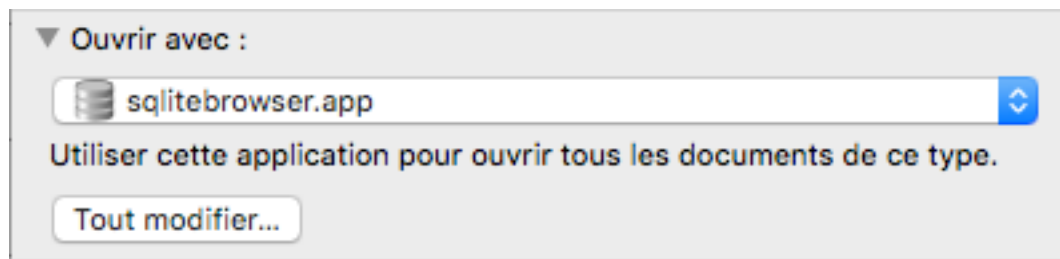 Ouvrir avec :
sqlitebrowser.app
Utiliser cette application pour ouvrir tous les documents de ce type.
Tout modifier...